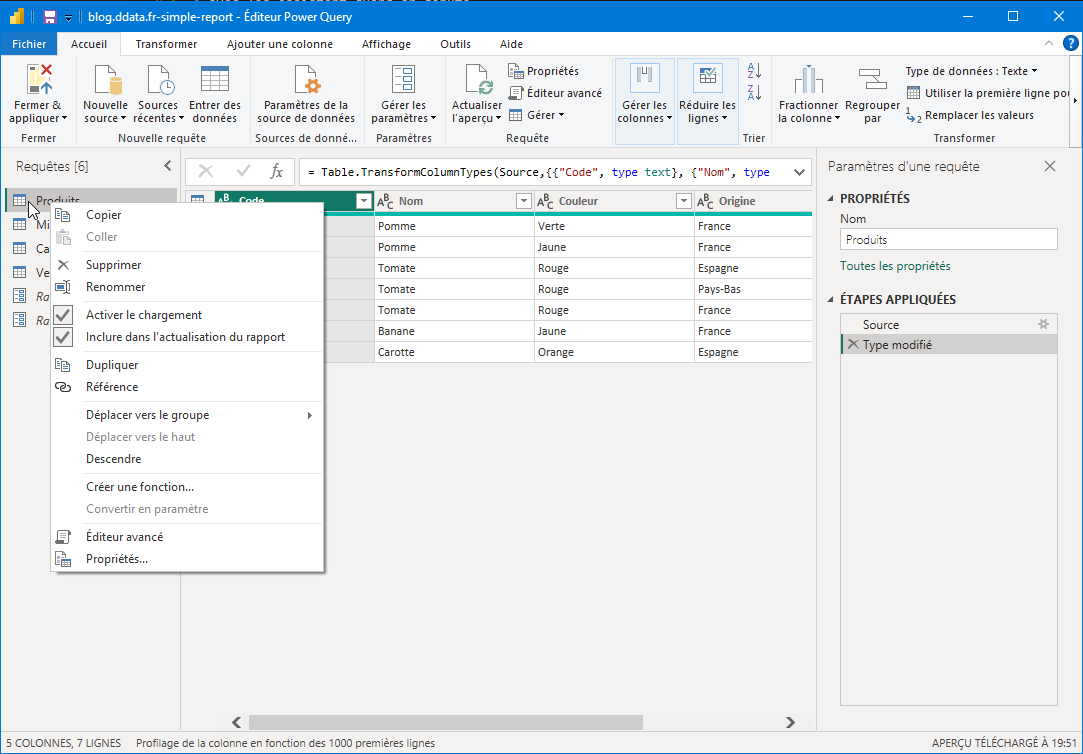 blog.ddata.fr-simple-report - Éditeur Power Query
Fichier Accueil Transformer Ajouter une colonne Affichage Outils Aide
Fermer & appliquer
Nouvelle source
Sources récentes
Entrer des données
Paramètres de la source de données
Gérer les paramètres
Actualiser l'aperçu
Propriétés
Éditeur avancé
Gérer
Gérer les colonnes
Réduire les lignes
Fractionner la colonne
Regrouper par
Type de données : Texte
Utiliser la première ligne pou
Remplacer les valeurs
Fermer Nouvelle requête Sources de donné... Paramètres Requête Trier Transformer
Requêtes [6]
Produits
Mi
Ca
Ve
Ra
Ra
Copier
Coller
Supprimer
Renommer
Activer le chargement
Inclure dans l'actualisation du rapport
Dupliquer
Référence
Déplacer vers le groupe
Déplacer vers le haut
Descendre
Créer une fonction...
Convertir en paramètre
Éditeur avancé
Propriétés...
fx = Table.TransformColumnTypes(Source,{{"Code", type text}, {"Nom", type
Code Nom Couleur Origine
Pomme Verte France
Pomme Jaune France
Tomate Rouge Espagne
Tomate Rouge Pays-Bas
Tomate Rouge France
Banane Jaune France
Carotte Orange Espagne
Paramètres d'une requête
PROPRIÉTÉS
Nom
Produits
Toutes les propriétés
ÉTAPES APPLIQUÉES
Source
Type modifié
5 COLONNES, 7 LIGNES Profilage de la colonne en fonction des 1000 premières lignes APERÇU TÉLÉCHARGÉ À 19:51